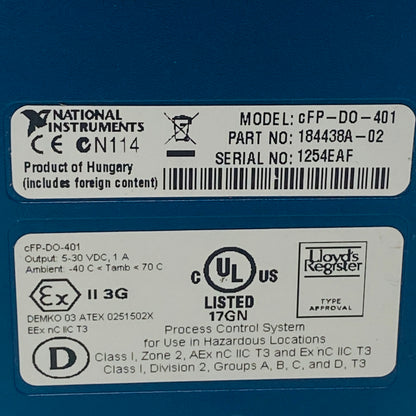 NATIONAL
INSTRUMENTS
CE N114
Product of Hungary
(includes foreign content)
MODEL: cFP-DO-401
PART NO: 184438A-02
SERIAL NO: 1254EAF
cFP-DO-401
Output: 5-30 VDC, 1 A
Ambient: -40 C < Tamb < 70 C
Ex II 3G
DEMKO 03 ATEX 0251502X
EEx nC IIC T3
C UL US
LISTED
17GN
Lloyd's
Register
TYPE
APPROVAL
D
Process Control System
for Use in Hazardous Locations
Class I, Zone 2, AEx nC IIC T3 and Ex nC IIC T3
Class I, Division 2, Groups A, B, C, and D, T3